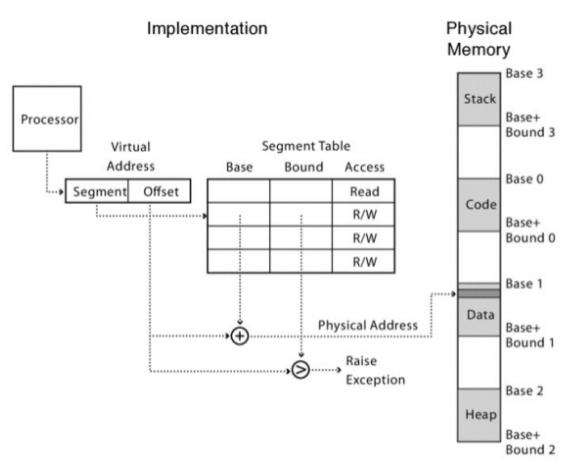 Implementation
Physical
Memory
Processor
Virtual
Address
Segment Offset
Segment Table
Base Bound Access
Read
R/W
R/W
R/W
+
Physical Address
>
Raise
Exception
Base 3
Stack
Base+
Bound 3
Base 0
Code
Base+
Bound 0
Base 1
Data
Base+
Bound 1
Base 2
Heap
Base+
Bound 2